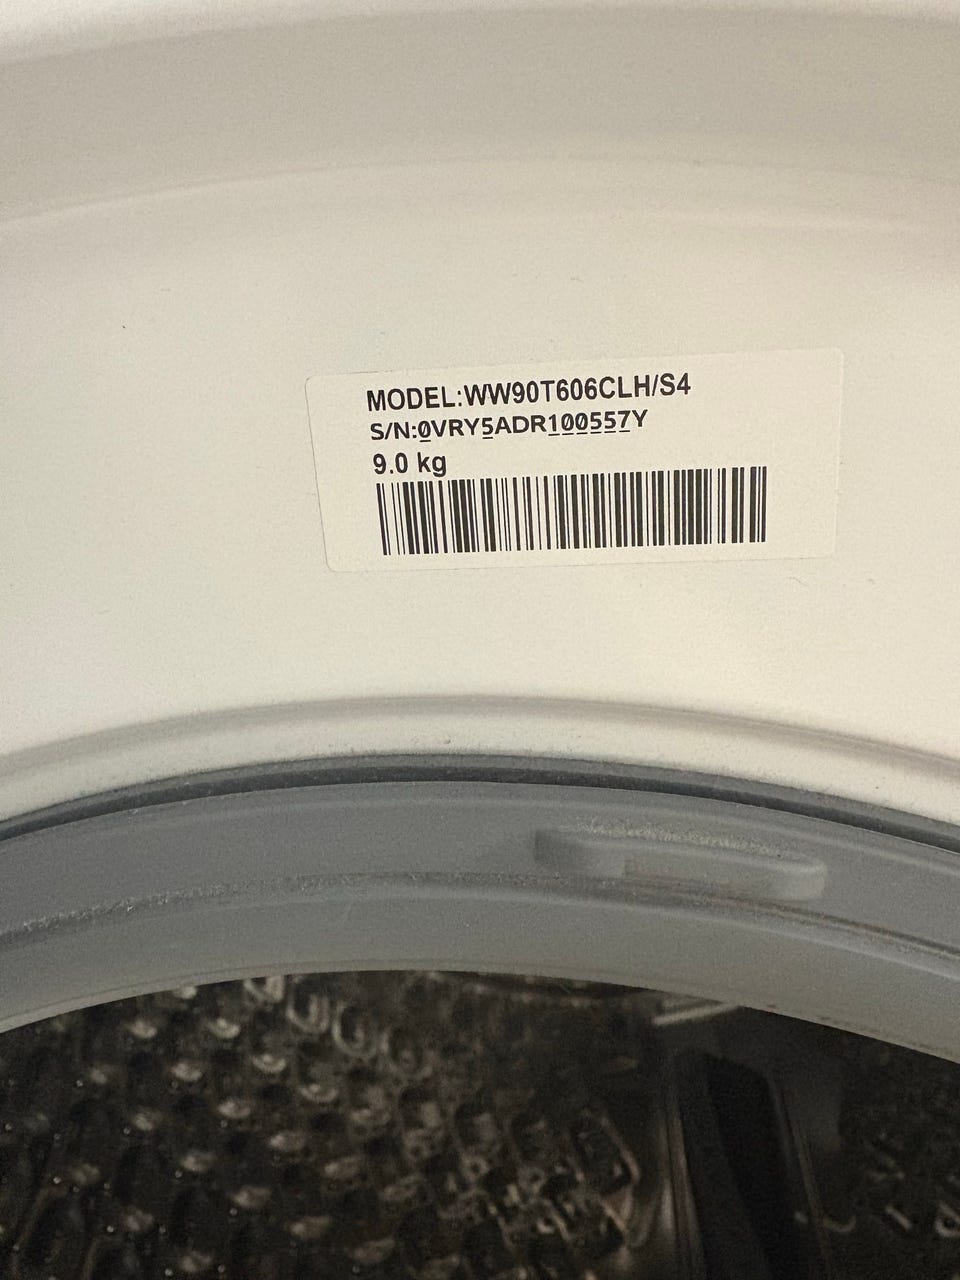 MODEL:WW90T606CLH/S4
S/N:0VRY5ADR100557Y
9.0 kg